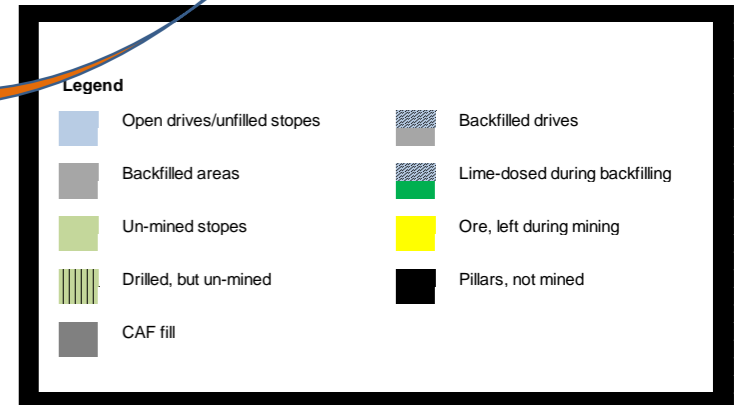 Legend
Open drives/unfilled stopes
Backfilled areas
Un-mined stopes
Drilled, but un-mined
CAF fill
Backfilled drives
Lime-dosed during backfilling
Ore, left during mining
Pillars, not mined